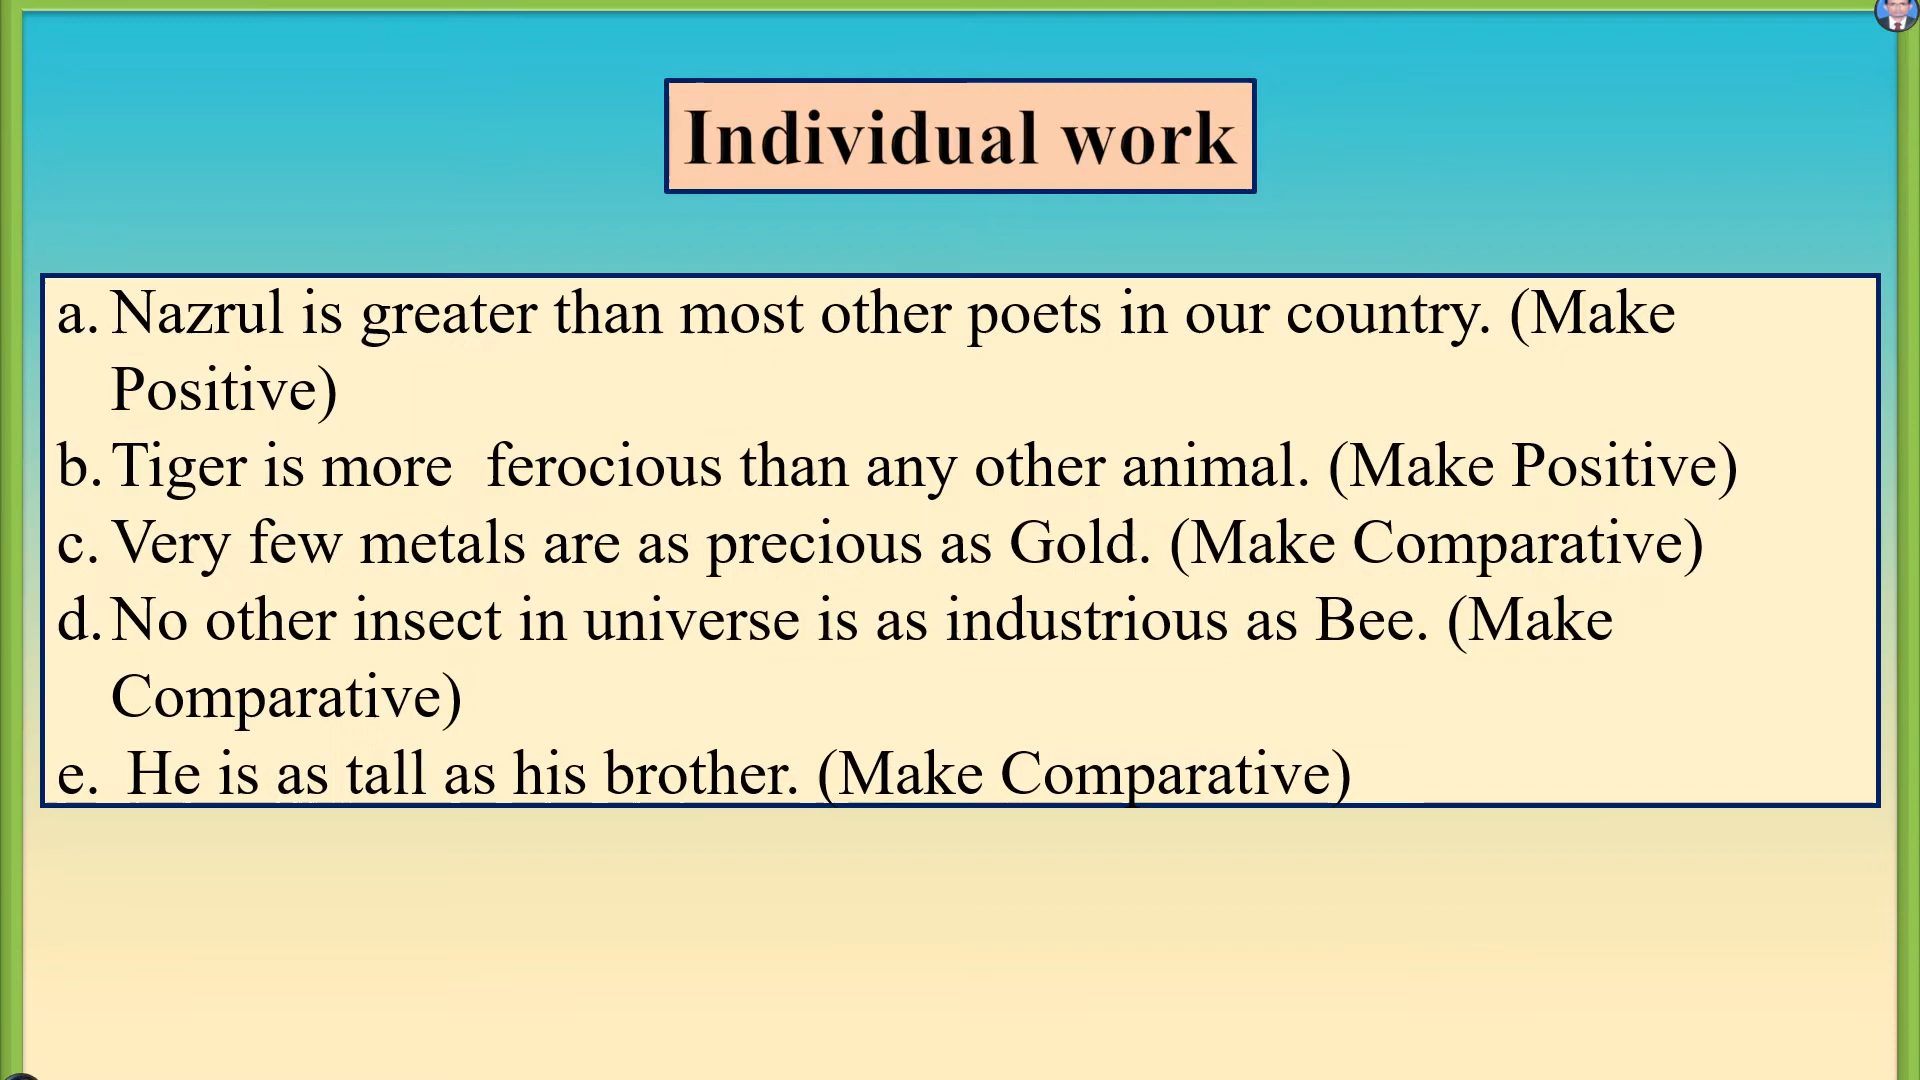 Individual work
a. Nazrul is greater than most other poets in our country. (Make
Positive)
b. Tiger is more  ferocious than any other animal. (Make Positive)
c. Very few metals are as precious as Gold. (Make Comparative)
d. No other insect in universe is as industrious as Bee. (Make
Comparative)
e.  He is as tall as his brother. (Make Comparative)